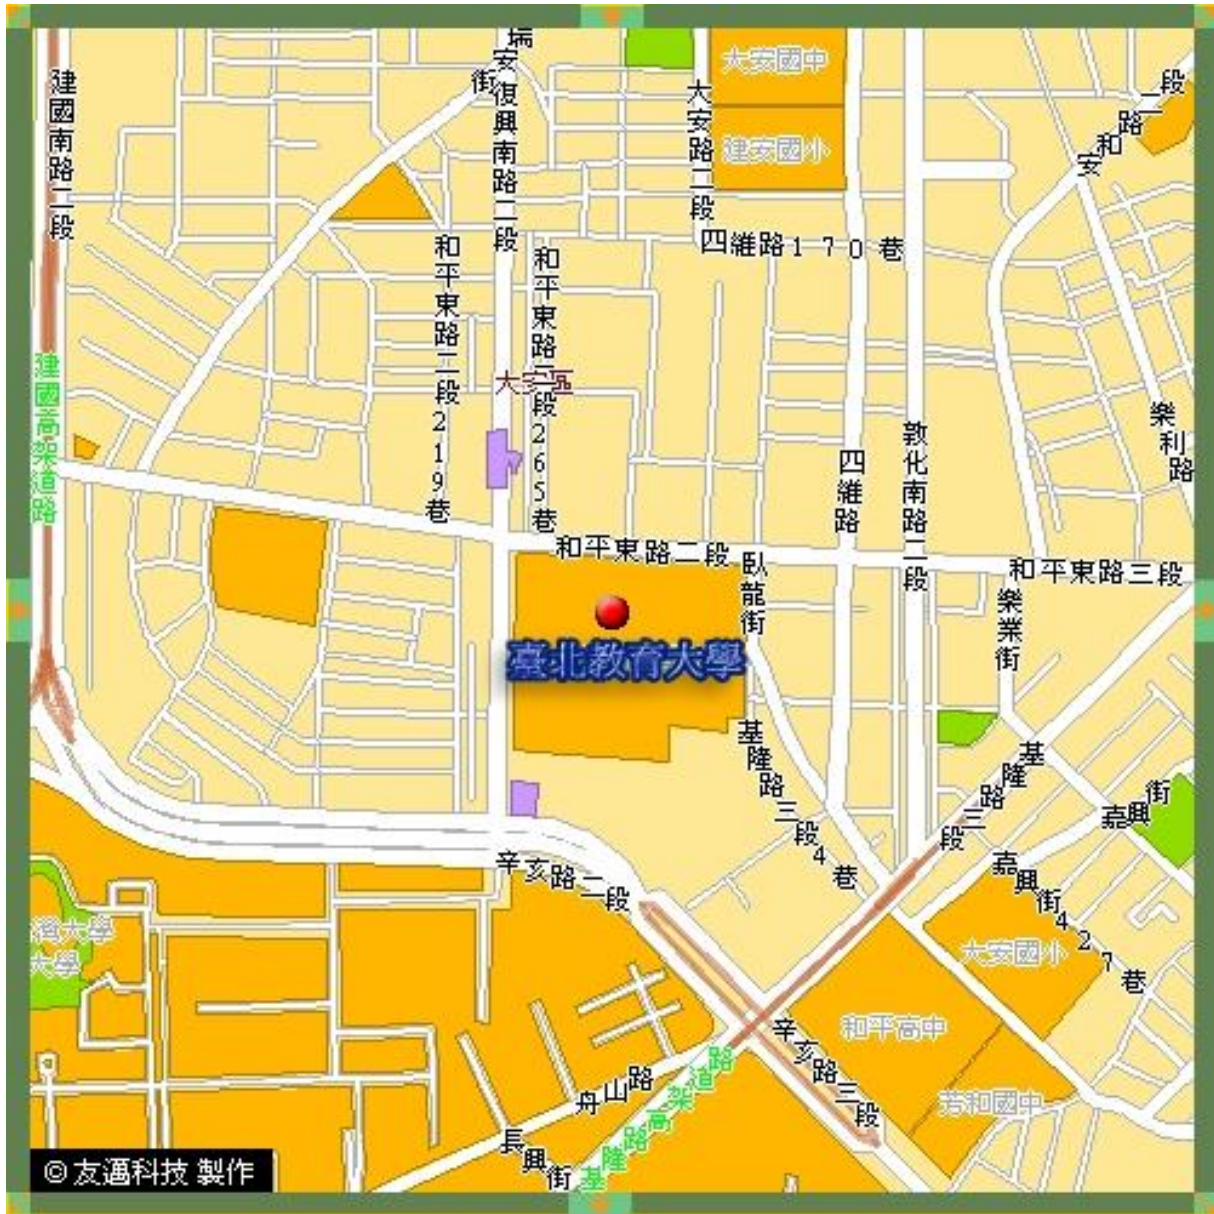 瑞安街
大安國中
建國南路二段
復興南路二段
大安路二段
安和路二段
建安國小
四維路170巷
和平東路二段219巷
和平東路二段265巷
大安區
建國高架道路
樂利路
敦化南路二段
四維路
和平東路二段
臥龍街
和平東路三段
樂業街
臺北教育大學
基隆路三段4巷
基隆路三段
嘉興街
辛亥路二段
嘉興街427巷
灣大學
大學
大安國小
和平高中
辛亥路三段
舟山路
芳和國中
長興街
基隆路高架道路
© 友邁科技 製作